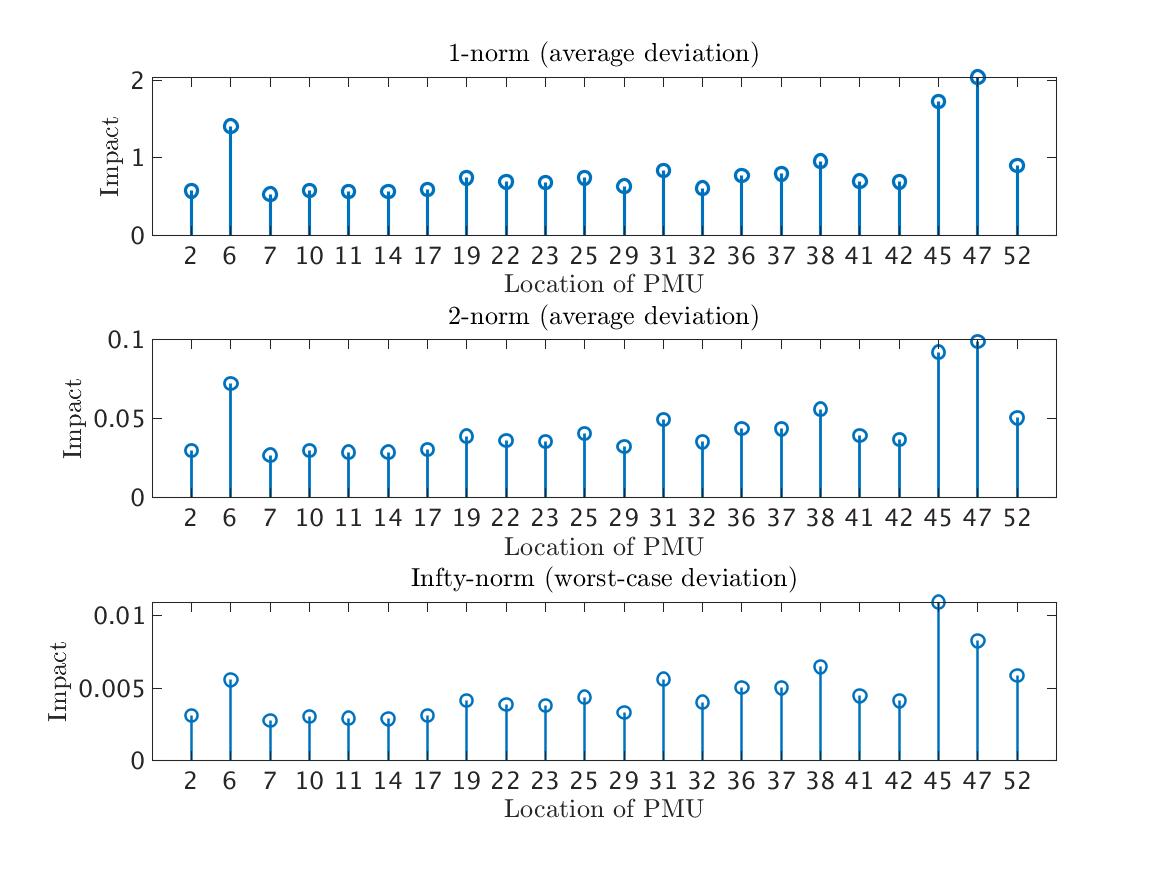 1-norm (average deviation)
2
1
0
Impact
2 6 7 10 11 14 17 19 22 23 25 29 31 32 36 37 38 41 42 45 47 52
Location of PMU
2-norm (average deviation)
0.1
0.05
0
Impact
2 6 7 10 11 14 17 19 22 23 25 29 31 32 36 37 38 41 42 45 47 52
Location of PMU
Infty-norm (worst-case deviation)
0.01
0.005
0
Impact
2 6 7 10 11 14 17 19 22 23 25 29 31 32 36 37 38 41 42 45 47 52
Location of PMU